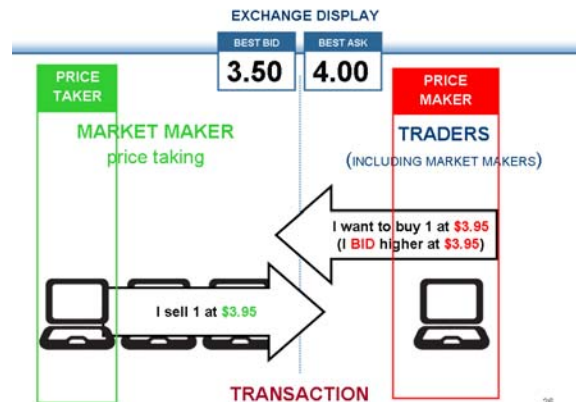 EXCHANGE DISPLAY
BEST BID
BEST ASK
3.50
4.00
PRICE
TAKER
PRICE
MAKER
MARKET MAKER
price taking
TRADERS
(INCLUDING MARKET MAKERS)
I want to buy 1 at $3.95
(I BID higher at $3.95)
I sell 1 at $3.95
TRANSACTION